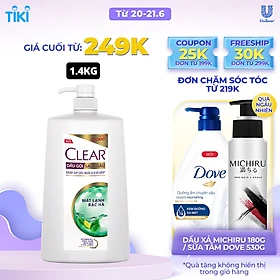 TIKI
TỪ 20-21.6
Unilever
GIÁ CUỐI TỪ: 249K
1.4KG
COUPON
25K
ĐƠN TỪ 199K
FREESHIP
30K
ĐƠN TỪ 299K
ĐƠN CHĂM SÓC TÓC
TỪ 219K
QUÀ NGẪU
NHIÊN
CLEAR
DẦU GỘI
MÁT LẠNH
BẠC HÀ
MỚI
Dove
MICHIRU
DẦU XẢ MICHIRU 180G
/ SỮA TẮM DOVE 530G
*Quà tặng không hiển thị
trong giỏ hàng